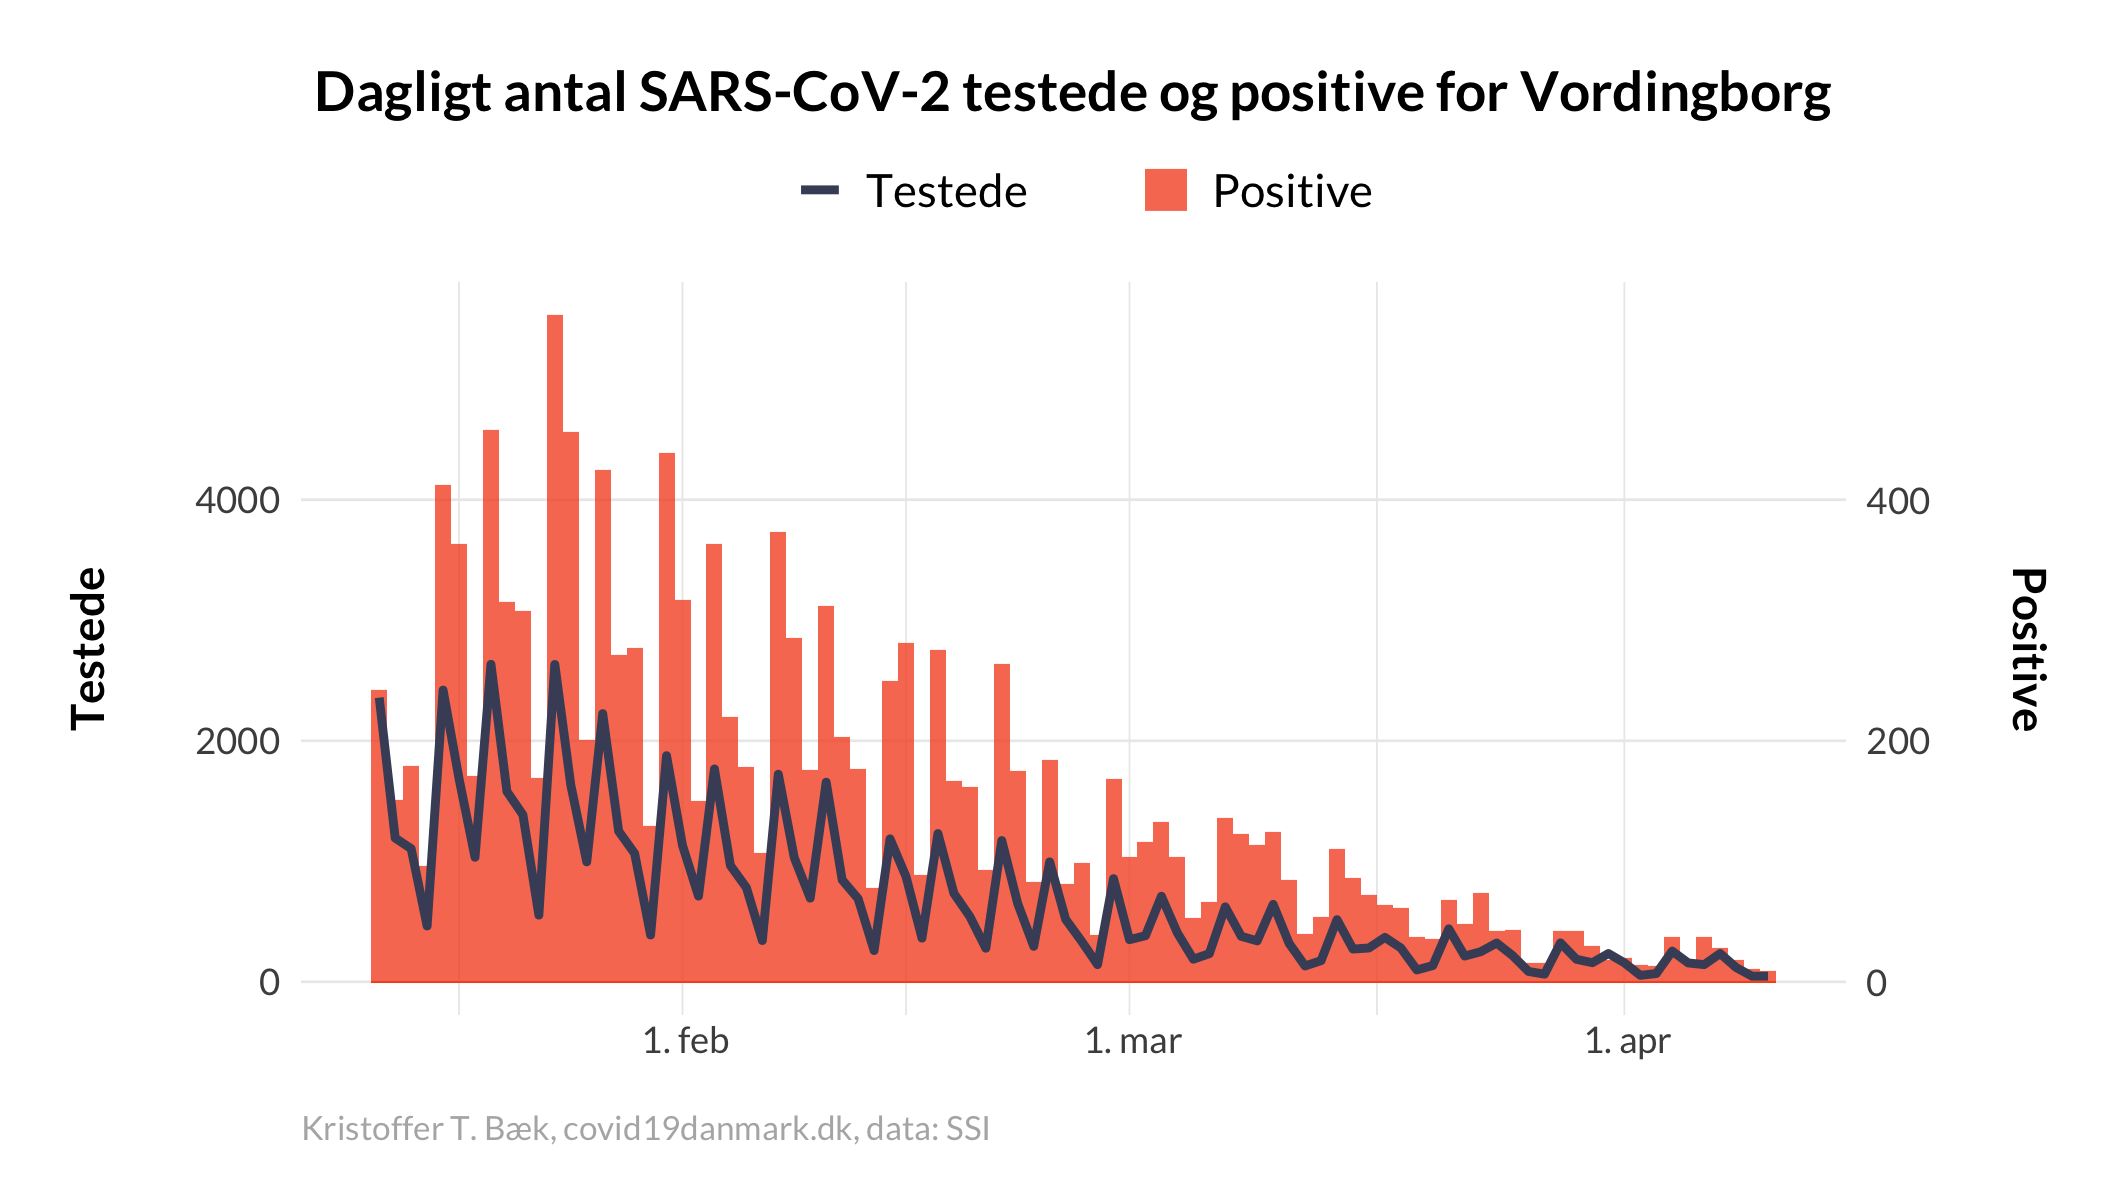 Dagligt antal SARS-CoV-2 testede og positive for Vordingborg
Testede Positive
4000 400
Testede
Positive
2000 200
0 0
1. feb 1. mar 1. apr
Kristoffer T. Bæk, covid19danmark.dk, data: SSI